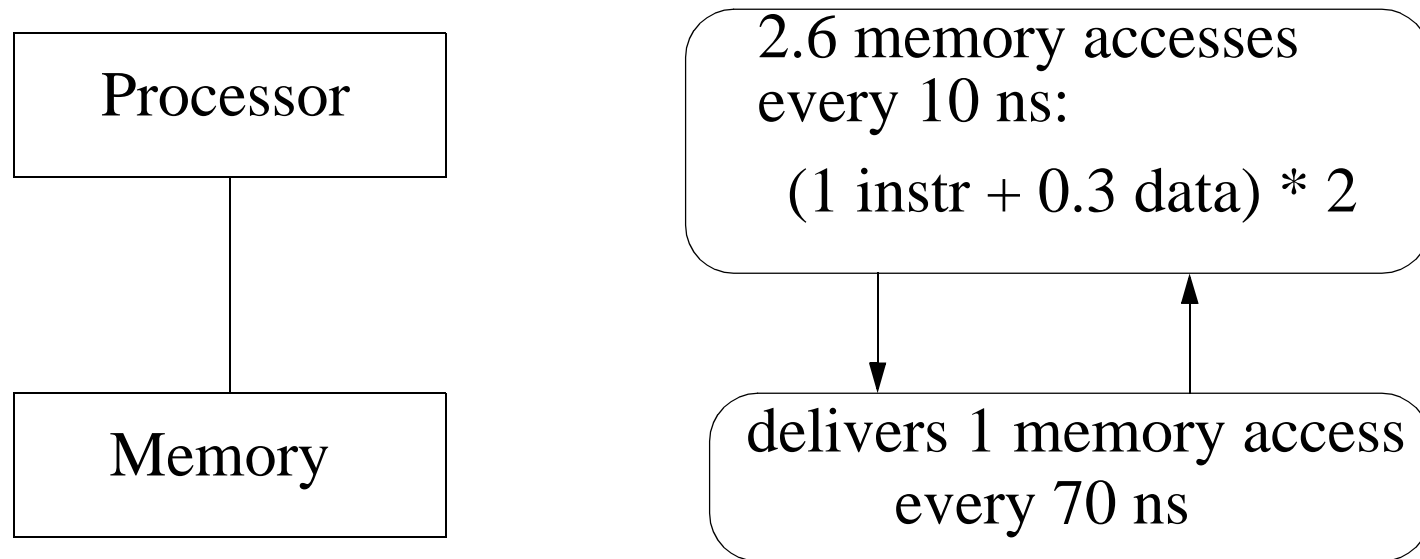 Processor
2.6 memory accesses
every 10 ns:
(1 instr + 0.3 data) * 2
Memory
delivers 1 memory access
every 70 ns